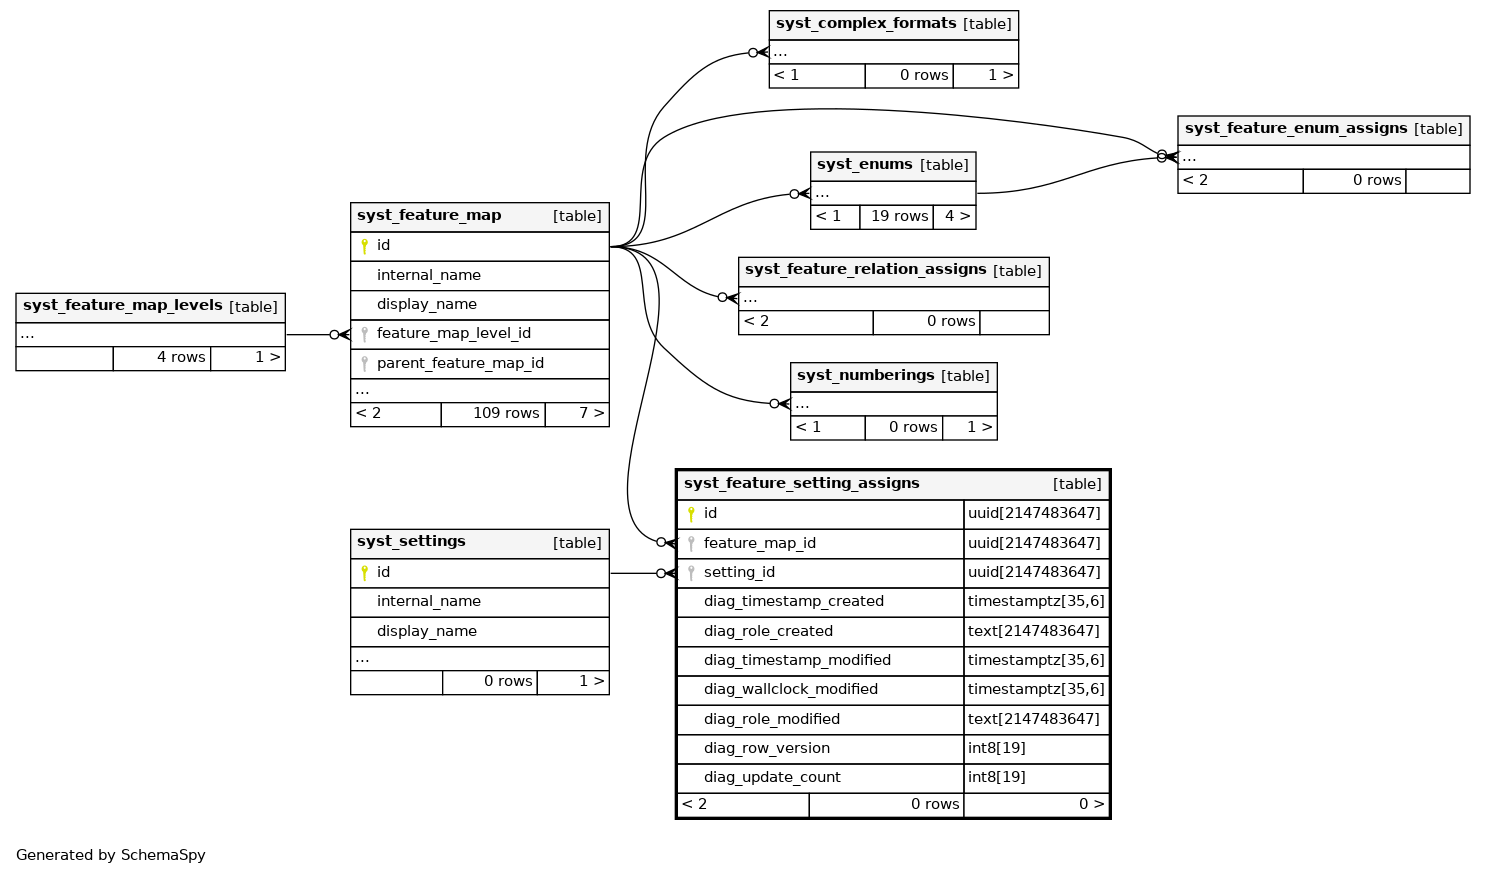 syst_complex_formats [table]
...
< 1 0 rows 1 >
syst_feature_enum_assigns [table]
...
< 2 0 rows
syst_enums [table]
...
< 1 19 rows 4 >
syst_feature_map [table]
id
internal_name
display_name
feature_map_level_id
parent_feature_map_id
...
< 2 109 rows 7 >
syst_feature_relation_assigns [table]
...
< 2 0 rows
syst_feature_map_levels [table]
...
4 rows 1 >
syst_numberings [table]
...
< 1 0 rows 1 >
syst_feature_setting_assigns [table]
id uuid[2147483647]
feature_map_id uuid[2147483647]
setting_id uuid[2147483647]
diag_timestamp_created timestamptz[35,6]
diag_role_created text[2147483647]
diag_timestamp_modified timestamptz[35,6]
diag_wallclock_modified timestamptz[35,6]
diag_role_modified text[2147483647]
diag_row_version int8[19]
diag_update_count int8[19]
< 2 0 rows 0 >
syst_settings [table]
id
internal_name
display_name
...
0 rows 1 >
Generated by SchemaSpy